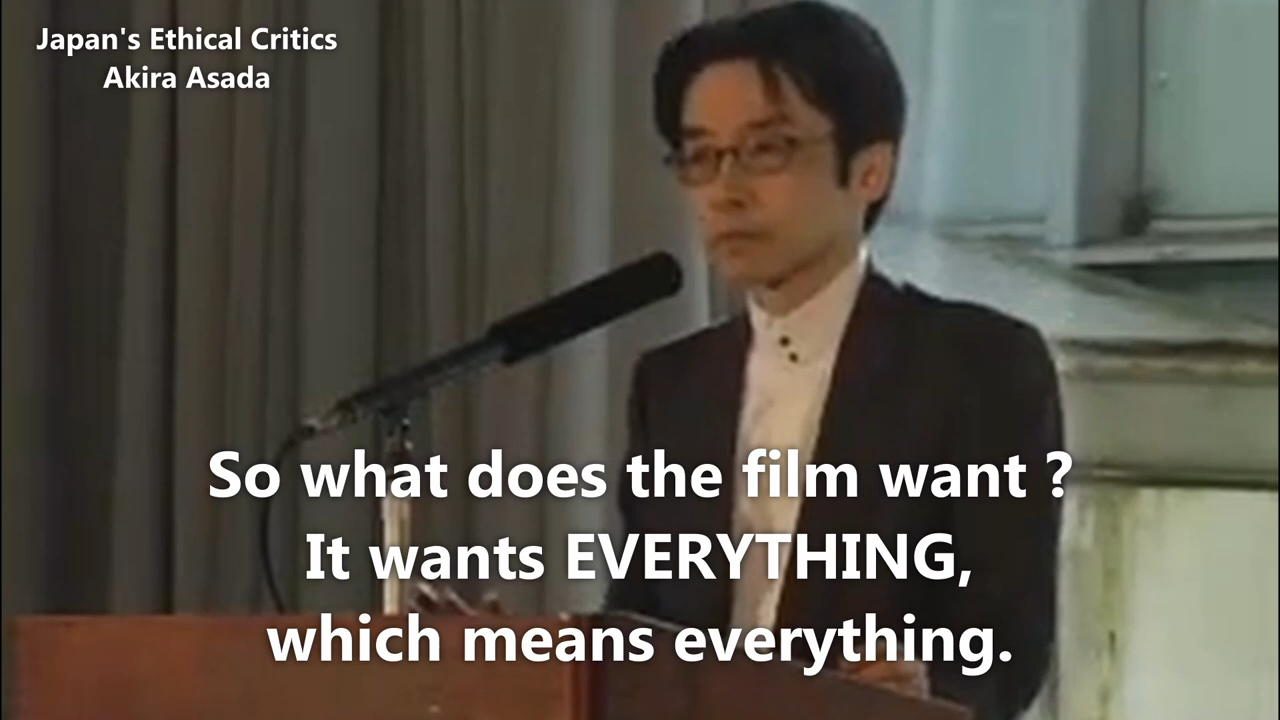 Japan's Ethical Critics
Akira Asada
So what does the film want ?
It wants EVERYTHING,
which means everything.